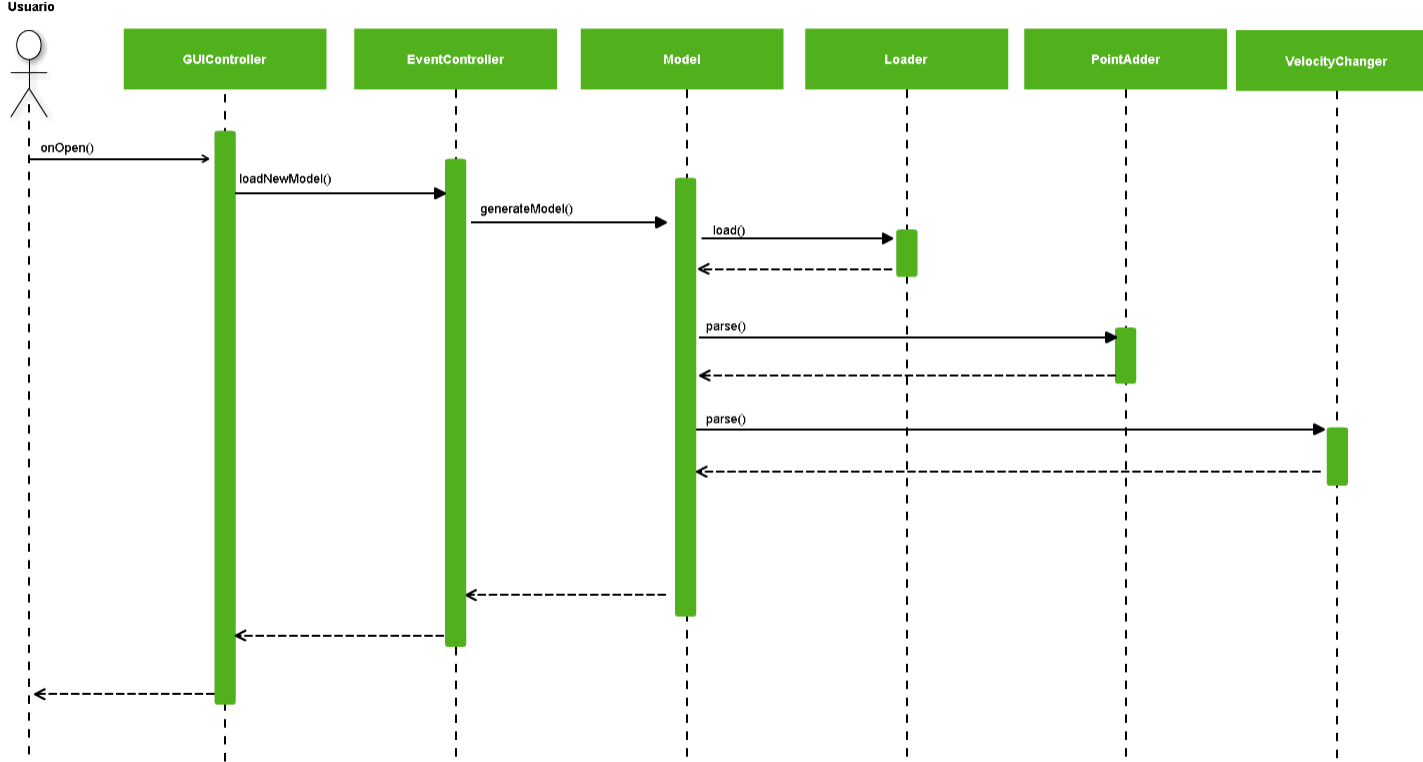 Usuario
GUIController
EventController
Model
Loader
PointAdder
VelocityChanger
onOpen()
loadNewModel()
generateModel()
load()
parse()
parse()